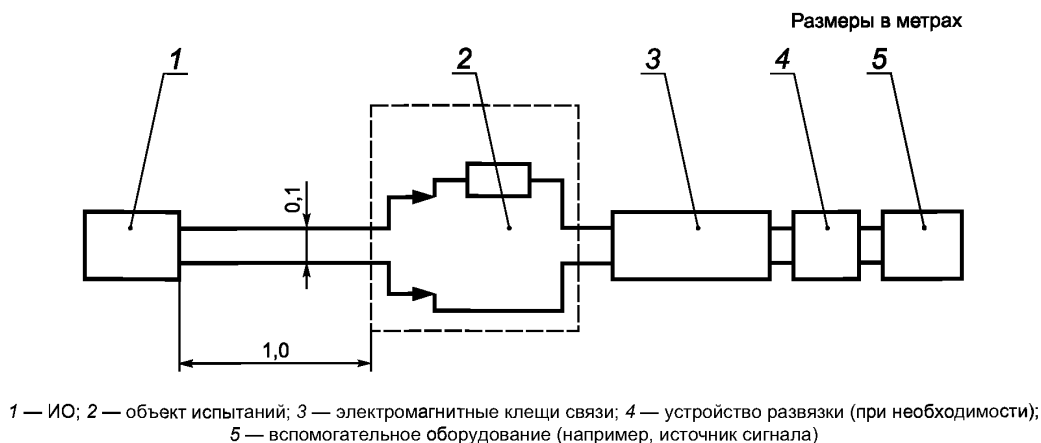 Размеры в метрах
1 2 3 4 5
0,1
1,0
1 — ИО; 2 — объект испытаний; 3 — электромагнитные клещи связи; 4 — устройство развязки (при необходимости);
5 — вспомогательное оборудование (например, источник сигнала)